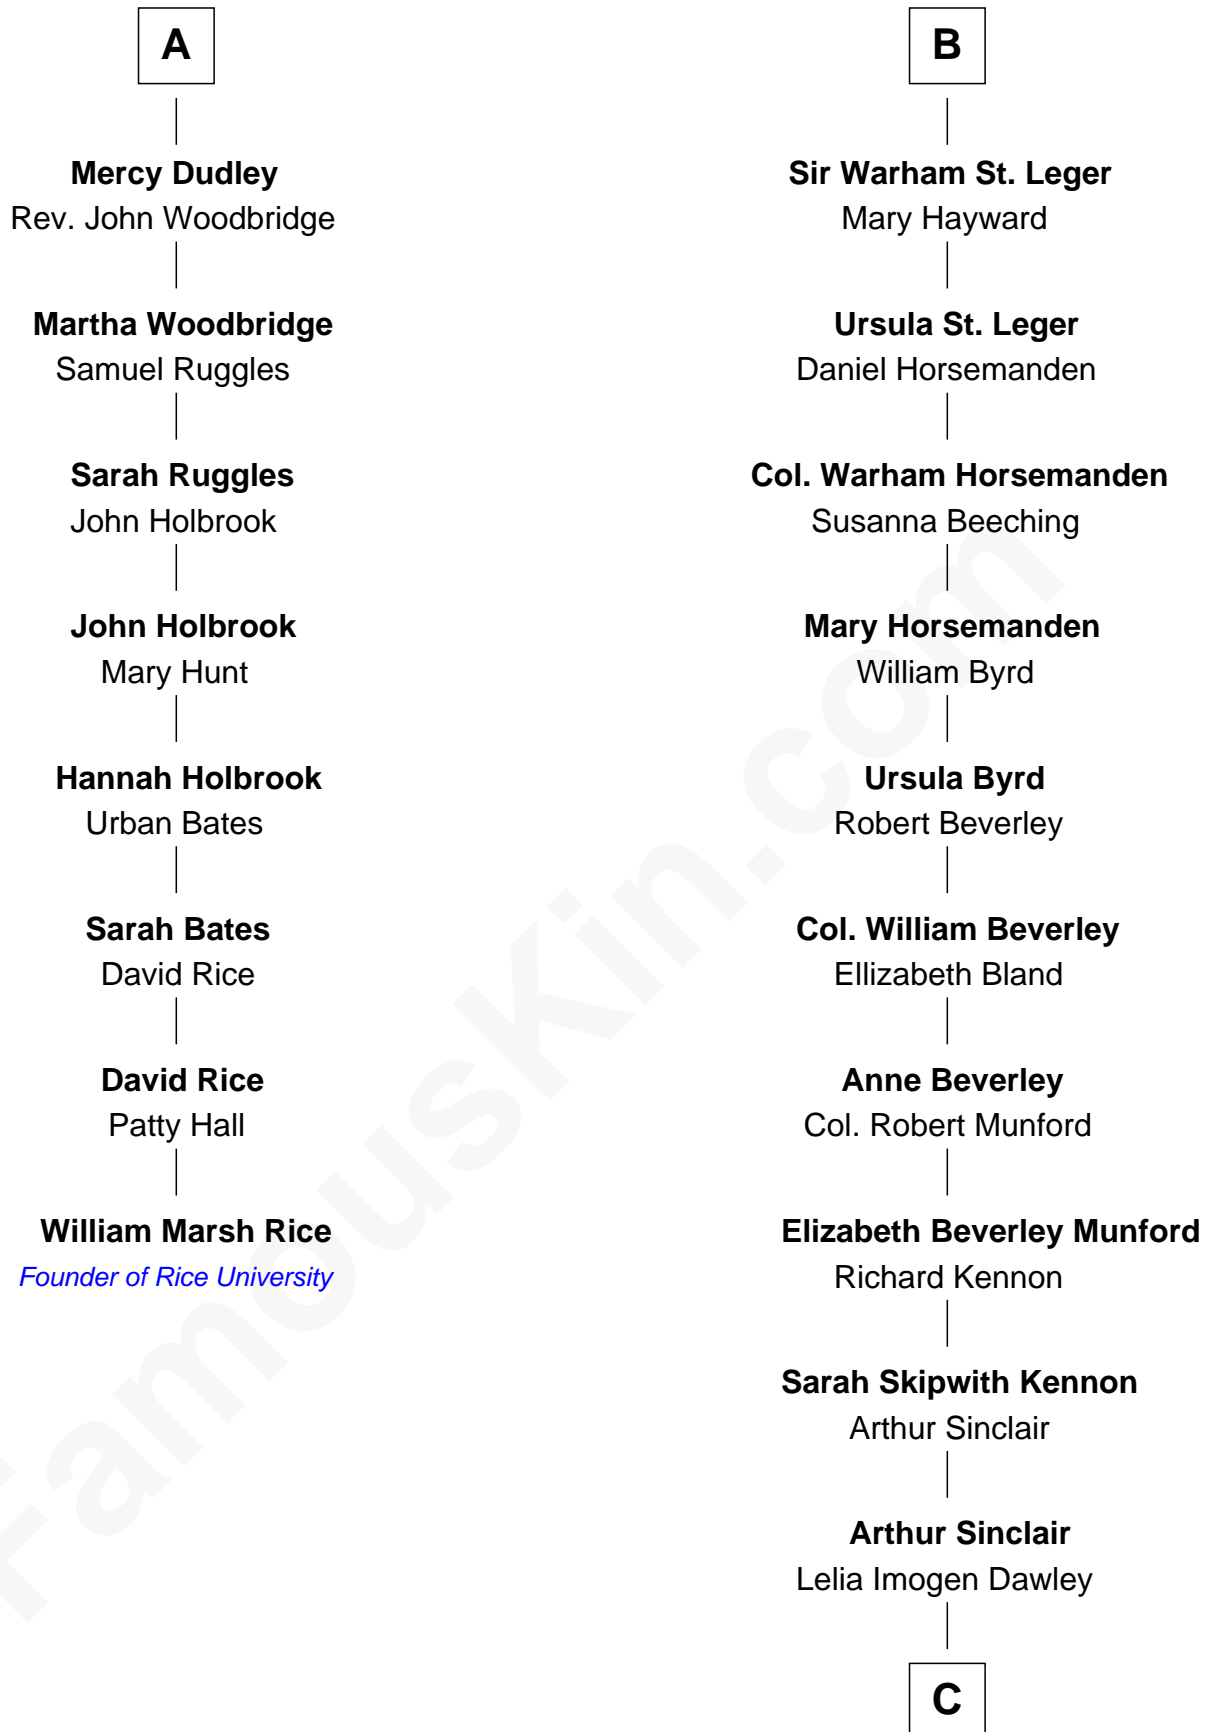 A
Mercy Dudley
Rev. John Woodbridge
Martha Woodbridge
Samuel Ruggles
Sarah Ruggles
John Holbrook
John Holbrook
Mary Hunt
Hannah Holbrook
Urban Bates
Sarah Bates
David Rice
David Rice
Patty Hall
William Marsh Rice
Founder of Rice University
B
Sir Warham St. Leger
Mary Hayward
Ursula St. Leger
Daniel Horsemanden
Col. Warham Horsemanden
Susanna Beeching
Mary Horsemanden
William Byrd
Ursula Byrd
Robert Beverley
Col. William Beverley
Ellizabeth Bland
Anne Beverley
Col. Robert Munford
Elizabeth Beverley Munford
Richard Kennon
Sarah Skipwith Kennon
Arthur Sinclair
Arthur Sinclair
Lelia Imogen Dawley
C
FamousKin.com